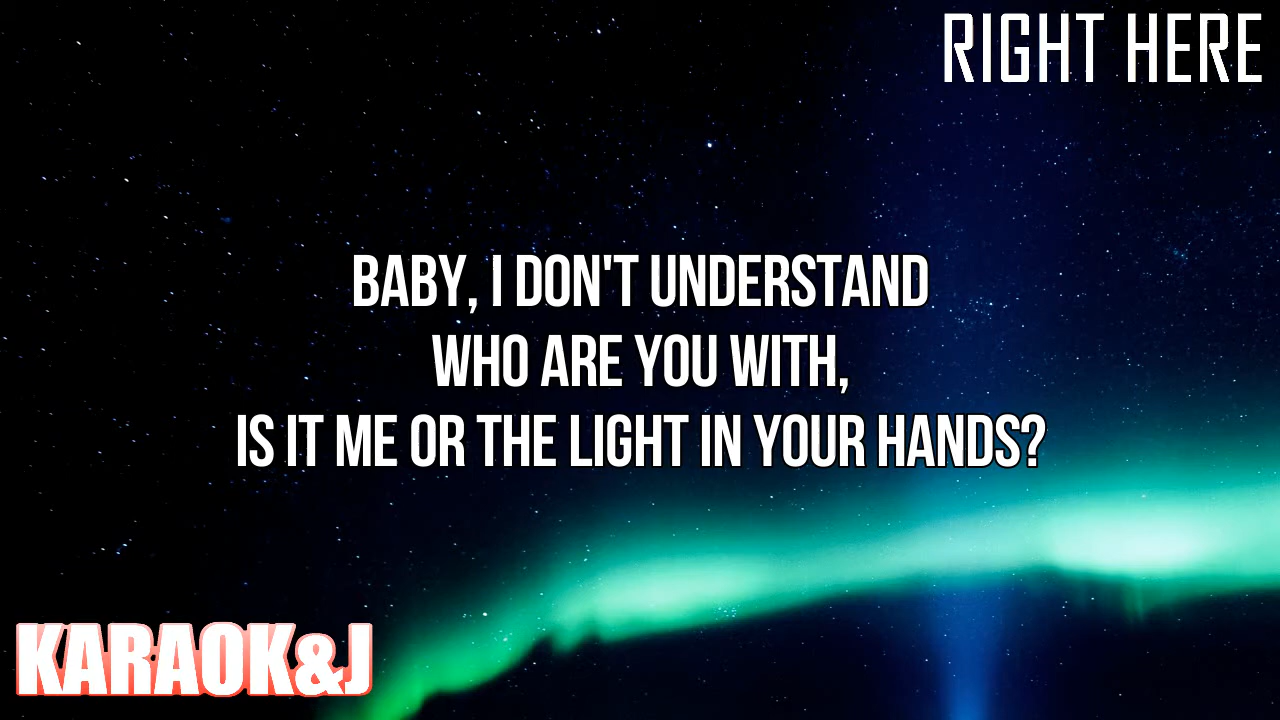 RIGHT HERE
BABY, I DON'T UNDERSTAND
WHO ARE YOU WITH,
IS IT ME OR THE LIGHT IN YOUR HANDS?
KARAOK&J